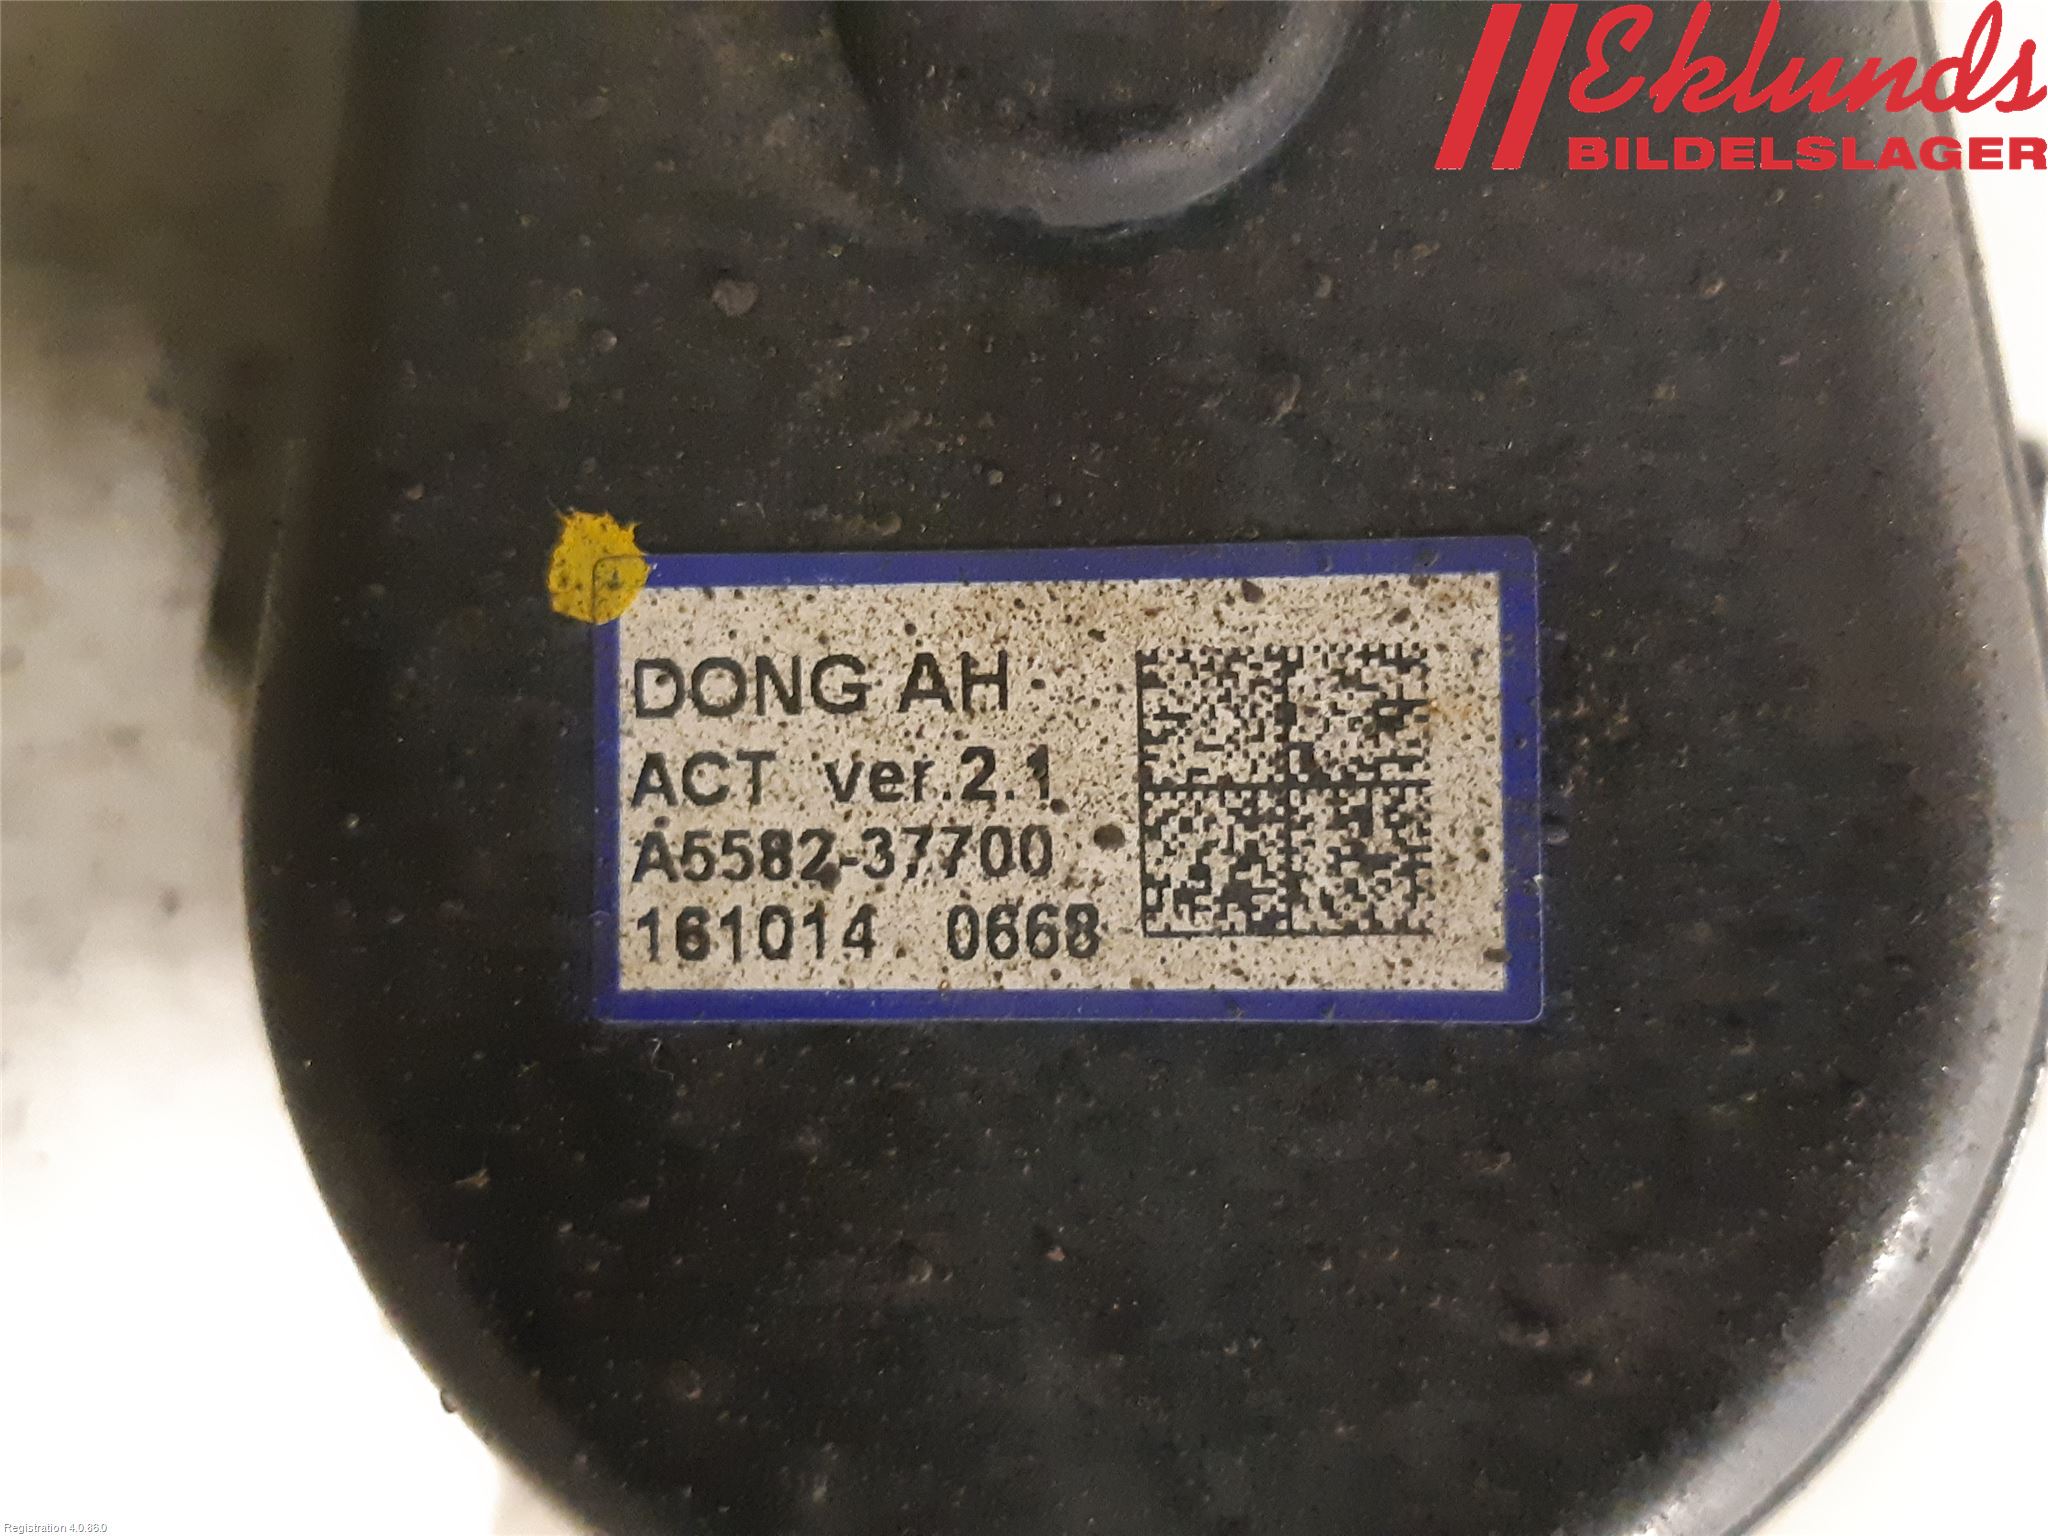 Eklunds
BILDELSLAGER
DONG AH
ACT ver.2.1
A5582-37700
161014 0668
Registration 4.0.86.0